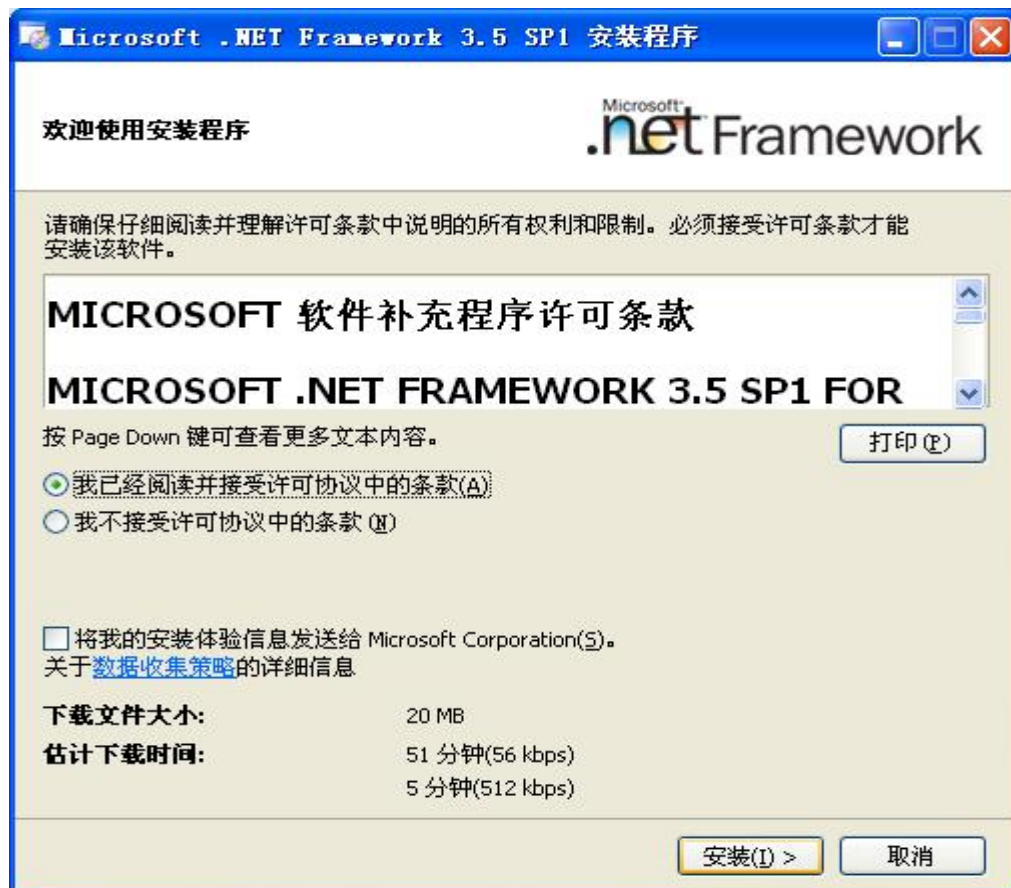 Microsoft .NET Framework 3.5 SP1 安装程序
欢迎使用安装程序
Microsoft
.net Framework
请确保仔细阅读并理解许可条款中说明的所有权利和限制。必须接受许可条款才能
安装该软件。
MICROSOFT 软件补充程序许可条款
MICROSOFT .NET FRAMEWORK 3.5 SP1 FOR
按 Page Down 键可查看更多文本内容。
打印(P)
我已经阅读并接受许可协议中的条款(A)
我不接受许可协议中的条款(N)
将我的安装体验信息发送给 Microsoft Corporation(S)。
关于数据收集策略的详细信息
下载文件大小: 20 MB
估计下载时间: 51 分钟(56 kbps)
5 分钟(512 kbps)
安装(I) > 取消